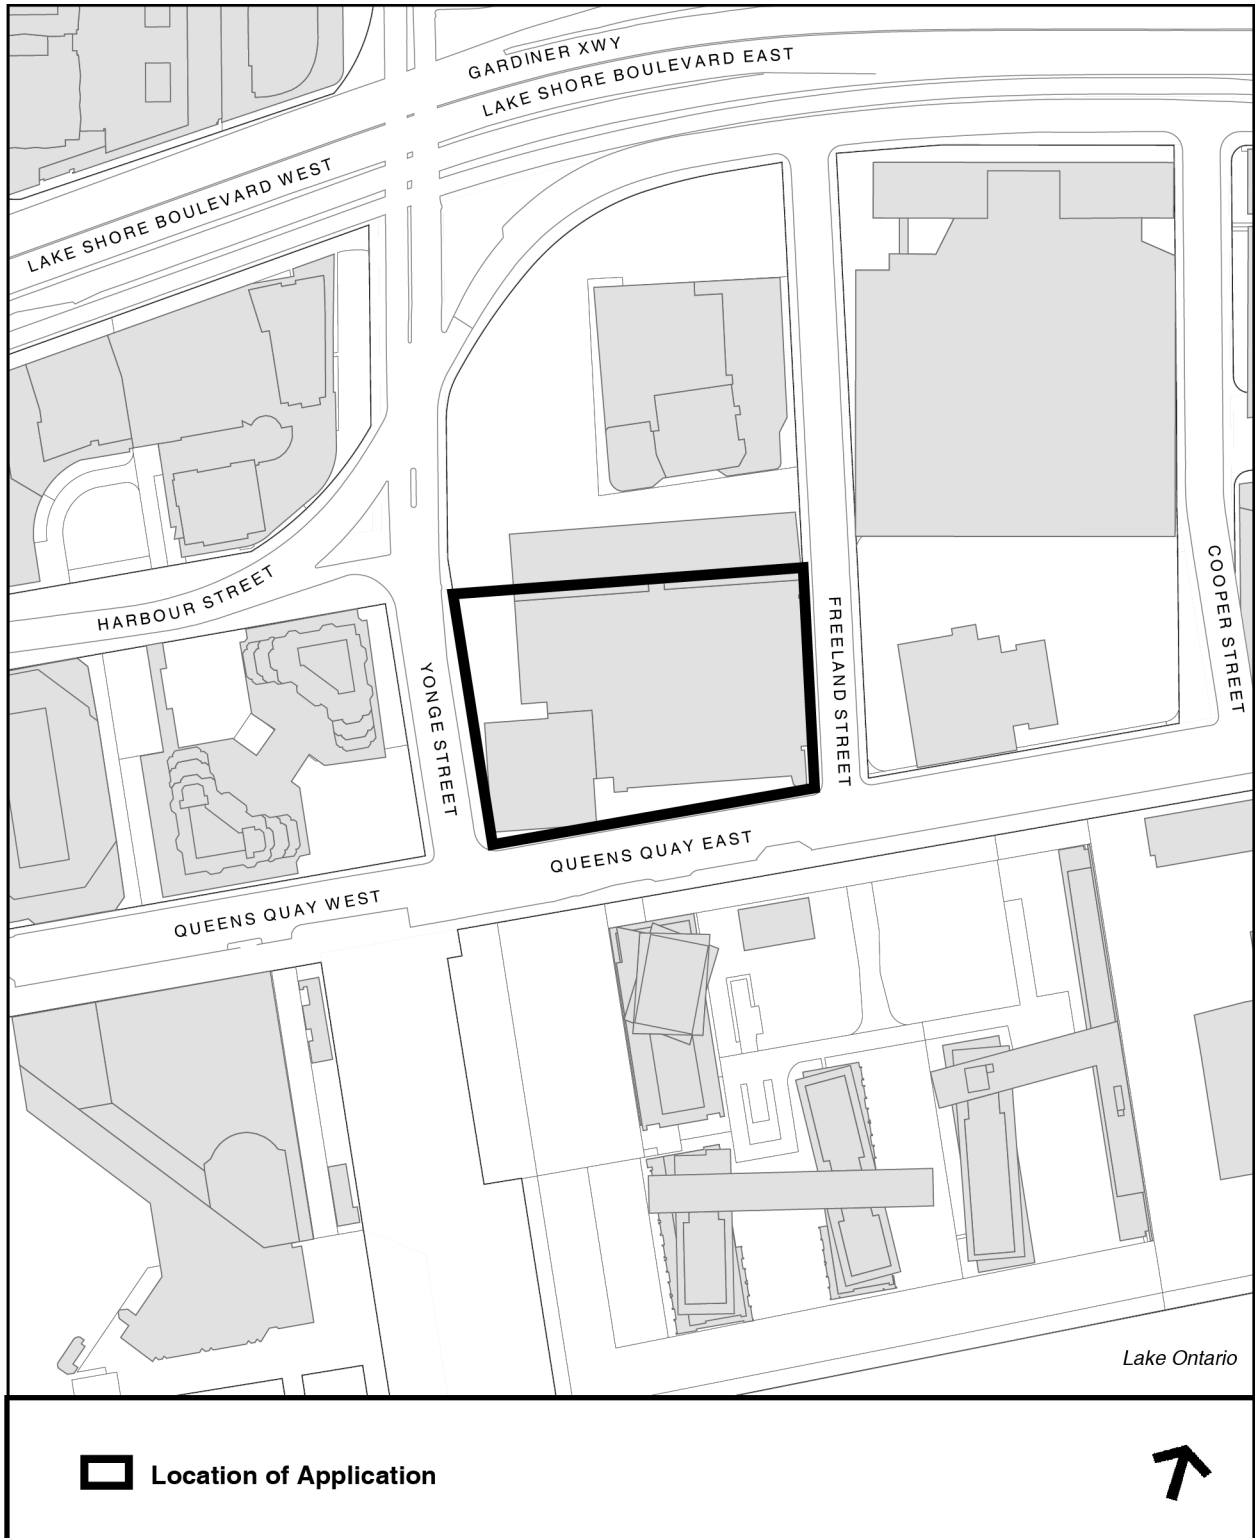 GARDINER XWY
LAKE SHORE BOULEVARD EAST
LAKE SHORE BOULEVARD WEST
HARBOUR STREET
YONGE STREET
FREELAND STREET
COOPER STREET
QUEENS QUAY EAST
QUEENS QUAY WEST
Lake Ontario
Location of Application